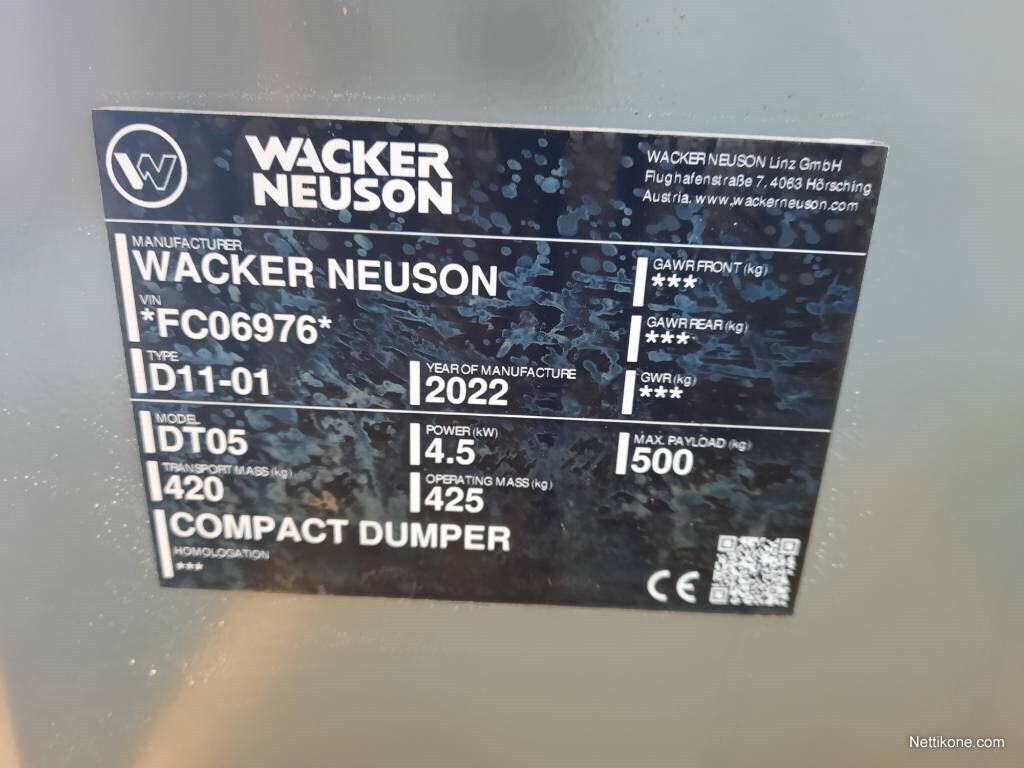 W
WACKER
NEUSON
WACKER NEUSON Linz GmbH
Flughafenstraße 7, 4063 Hörsching
Austria, www.wackerneuson.com
MANUFACTURER
WACKER NEUSON
VIN
*FC06976*
TYPE
D11-01
YEAR OF MANUFACTURE
2022
GAWR FRONT (kg)
***
GAWR REAR (kg)
***
GWR (kg)
***
MODEL
DT05
POWER (kW)
4.5
MAX. PAYLOAD (kg)
500
TRANSPORT MASS (kg)
420
OPERATING MASS (kg)
425
COMPACT DUMPER
HOMOLOGATION
***
CE
Nettikone.com